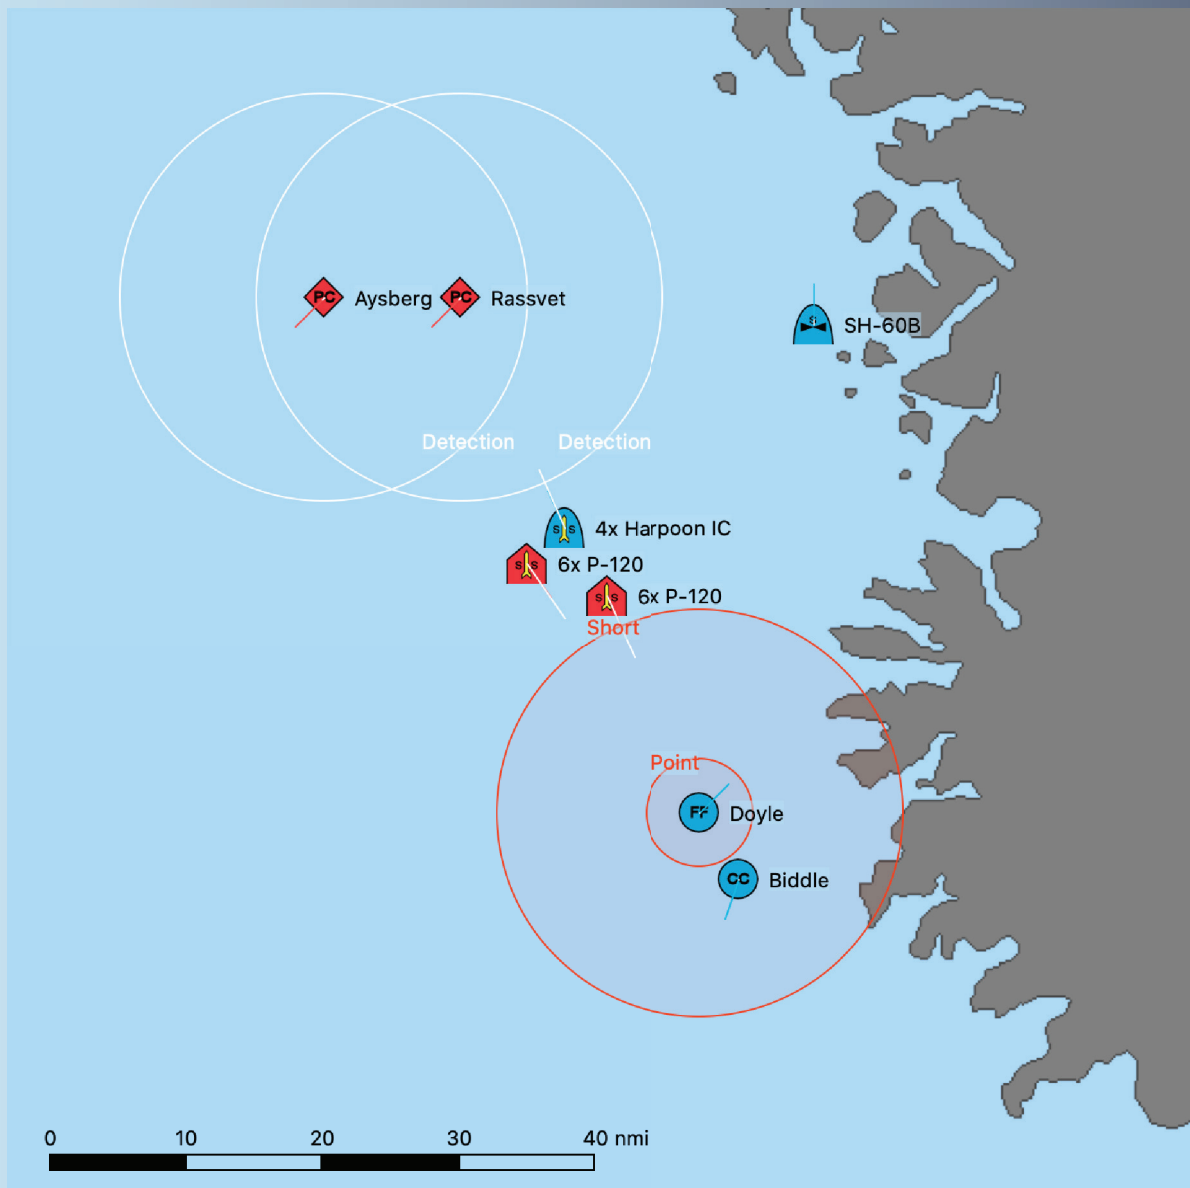 PC Aysberg
PC Rassvet
S
SH-60B
Detection
Detection
S S 4x Harpoon IC
S S 6x P-120
S S 6x P-120
Short
Point
FF Doyle
CC Biddle
0 10 20 30 40 nmi